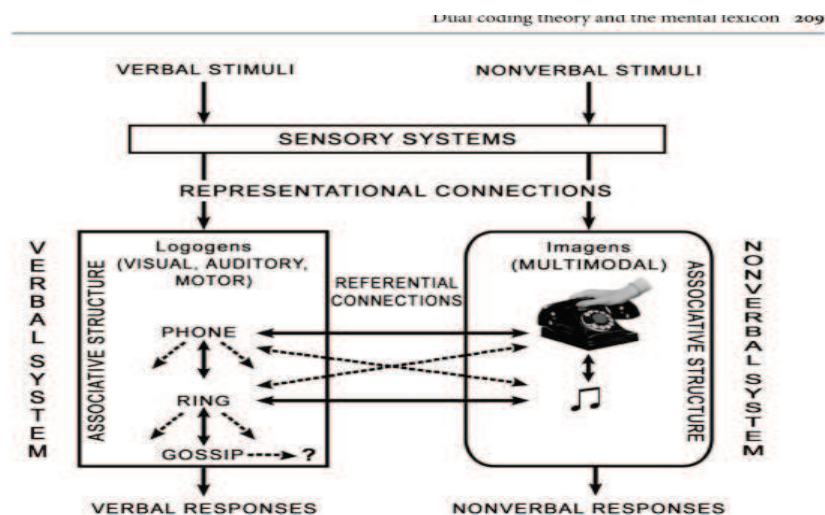 Dual coding theory and the mental lexicon 209
VERBAL STIMULI
NONVERBAL STIMULI
SENSORY SYSTEMS
REPRESENTATIONAL CONNECTIONS
VERBAL SYSTEM
ASSOCIATIVE STRUCTURE
Logogens
(VISUAL, AUDITORY,
MOTOR)
PHONE
RING
GOSSIP ?
REFERENTIAL
CONNECTIONS
Imagens
(MULTIMODAL)
ASSOCIATIVE STRUCTURE
NONVERBAL SYSTEM
VERBAL RESPONSES
NONVERBAL RESPONSES